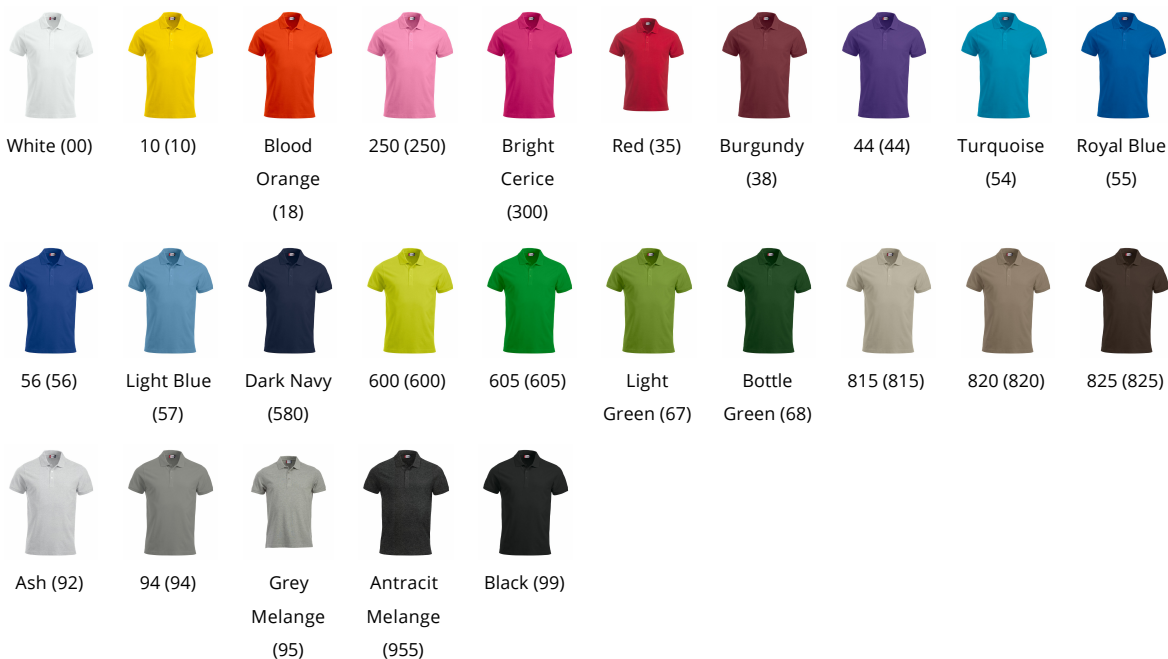 White (00)
10 (10)
Blood
Orange
(18)
250 (250)
Bright
Cerice
(300)
Red (35)
Burgundy
(38)
44 (44)
Turquoise
(54)
Royal Blue
(55)
56 (56)
Light Blue
(57)
Dark Navy
(580)
600 (600)
605 (605)
Light
Green (67)
Bottle
Green (68)
815 (815)
820 (820)
825 (825)
Ash (92)
94 (94)
Grey
Melange
(95)
Antracit
Melange
(955)
Black (99)